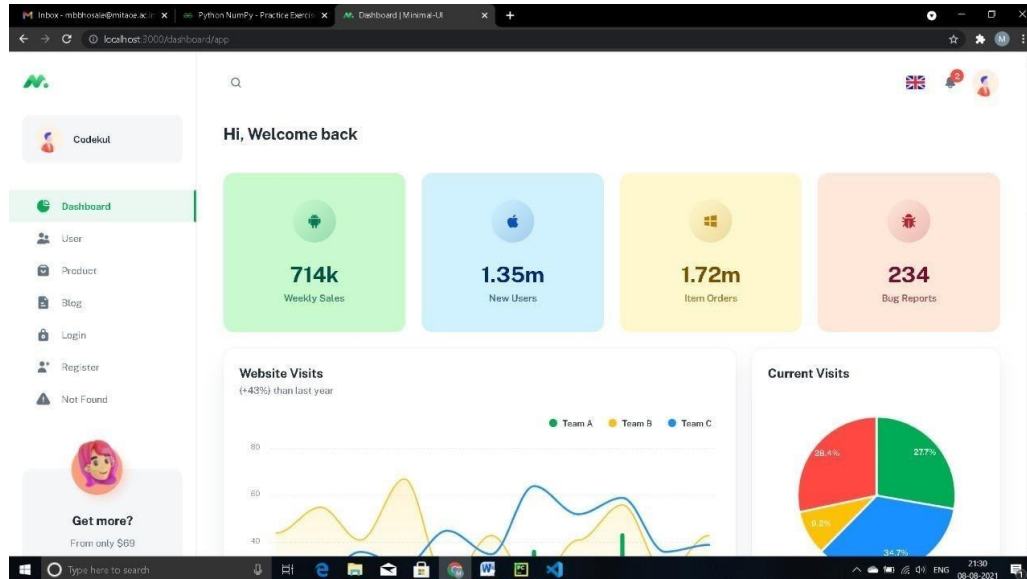 Inbox - mbbhosale@mitaoe.ac.in
Python NumPy - Practice Exercis
Dashboard | Minimal-UI
localhost:3000/dashboard/app
M
2
Codekul
Hi, Welcome back
Dashboard
User
Product
Blog
Login
Register
Not Found
714k
Weekly Sales
1.35m
New Users
1.72m
Item Orders
234
Bug Reports
Website Visits
(+43%) than last year
Team A
Team B
Team C
80
60
40
Current Visits
28.4%
27.7%
9.2%
34.7%
Get more?
From only $69
Type here to search
ENG
21:30
08-08-2021